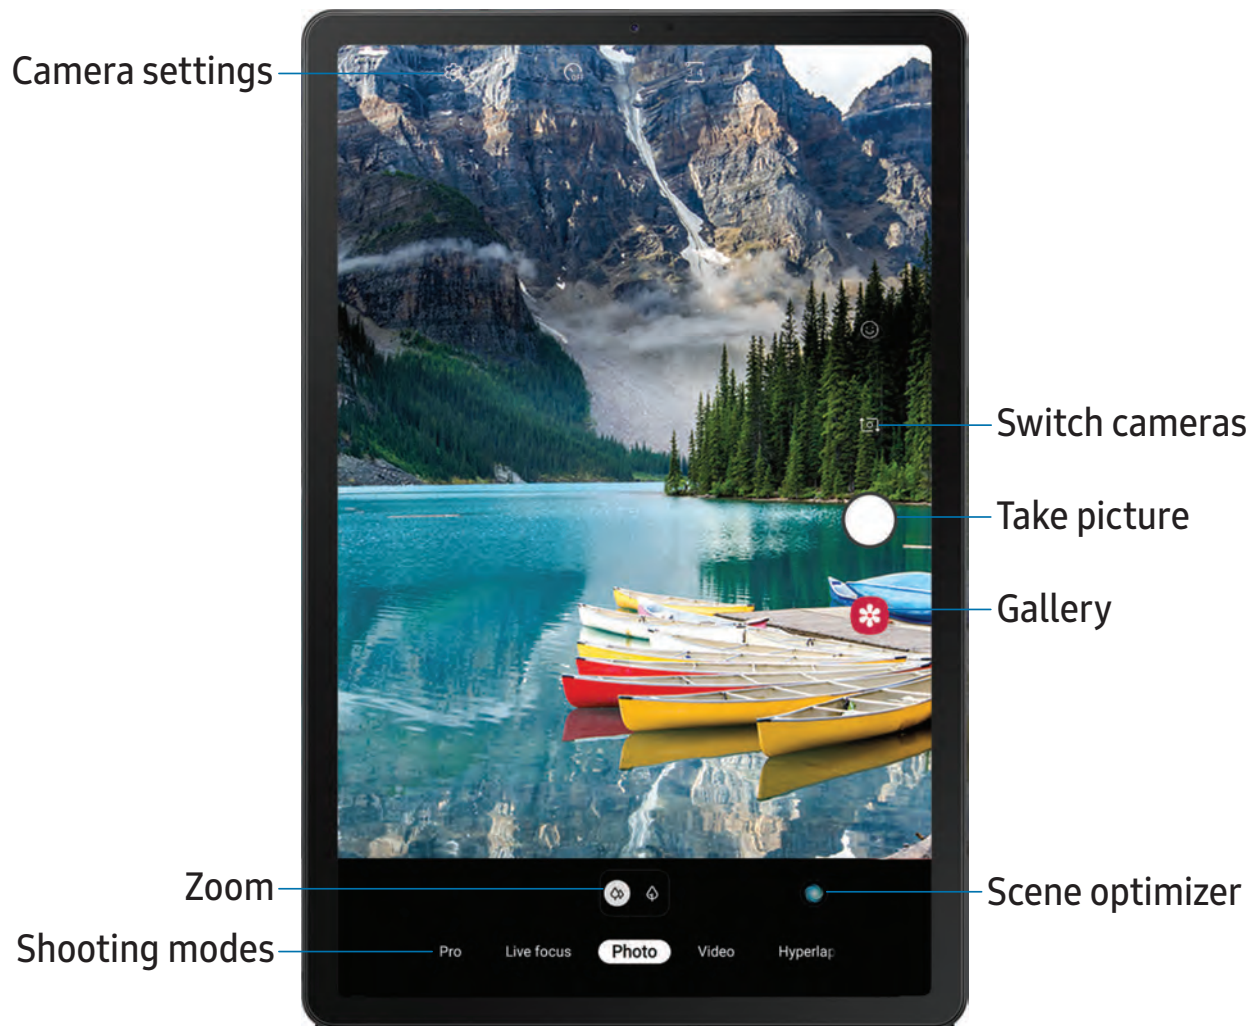 Camera settings
Switch cameras
Take picture
Gallery
Zoom
Scene optimizer
Shooting modes
Pro Live focus Photo Video Hyperlap